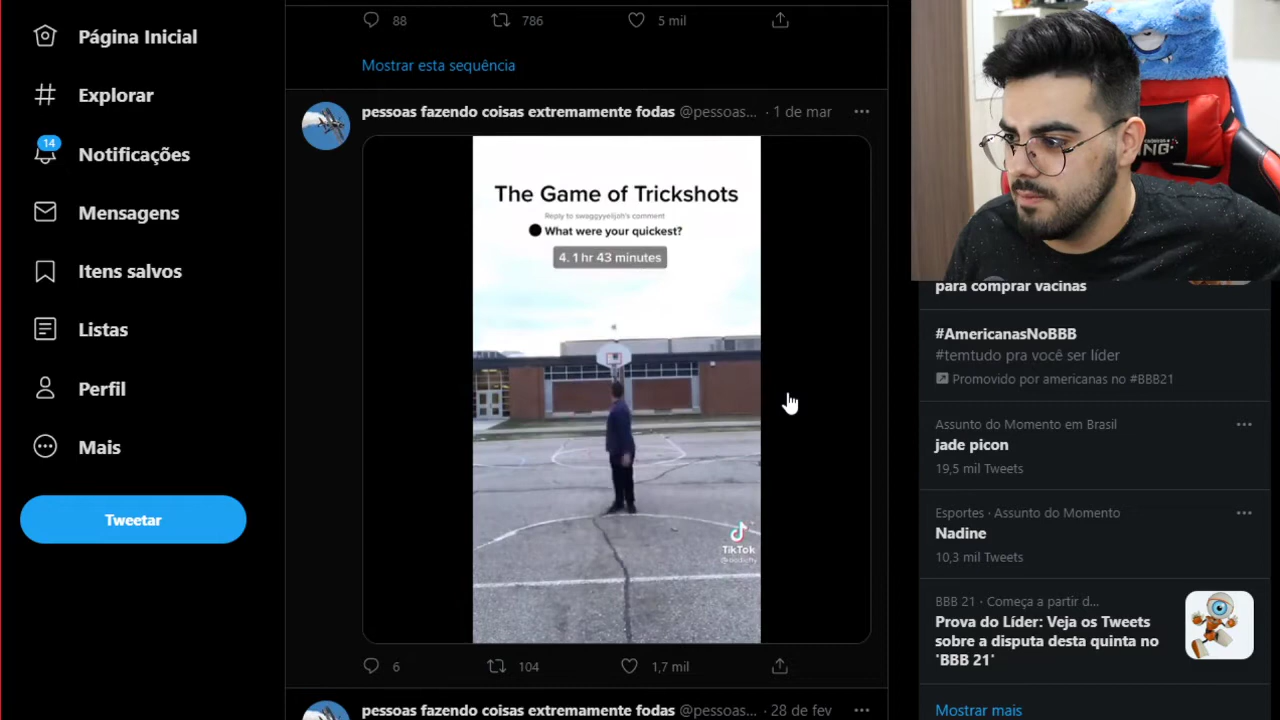 Página Inicial
Explorar
14
Notificações
Mensagens
Itens salvos
Listas
Perfil
Mais
Tweetar
88
786
5 mil
Mostrar esta sequência
pessoas fazendo coisas extremamente fodas @pessoas... · 1 de mar
The Game of Trickshots
Reply to swaggyyelijah's comment
What were your quickest?
4. 1 hr 43 minutes
TikTok
6
104
1,7 mil
pessoas fazendo coisas extremamente fodas @pessoas... · 28 de fev
para comprar vacinas
#AmericanasNoBBB
#temtudo pra você ser líder
Promovido por americanas no #BBB21
Assunto do Momento em Brasil
jade picon
19,5 mil Tweets
Esportes · Assunto do Momento
Nadine
10,3 mil Tweets
BBB 21 · Começa a partir d...
Prova do Líder: Veja os Tweets
sobre a disputa desta quinta no
'BBB 21'
Mostrar mais